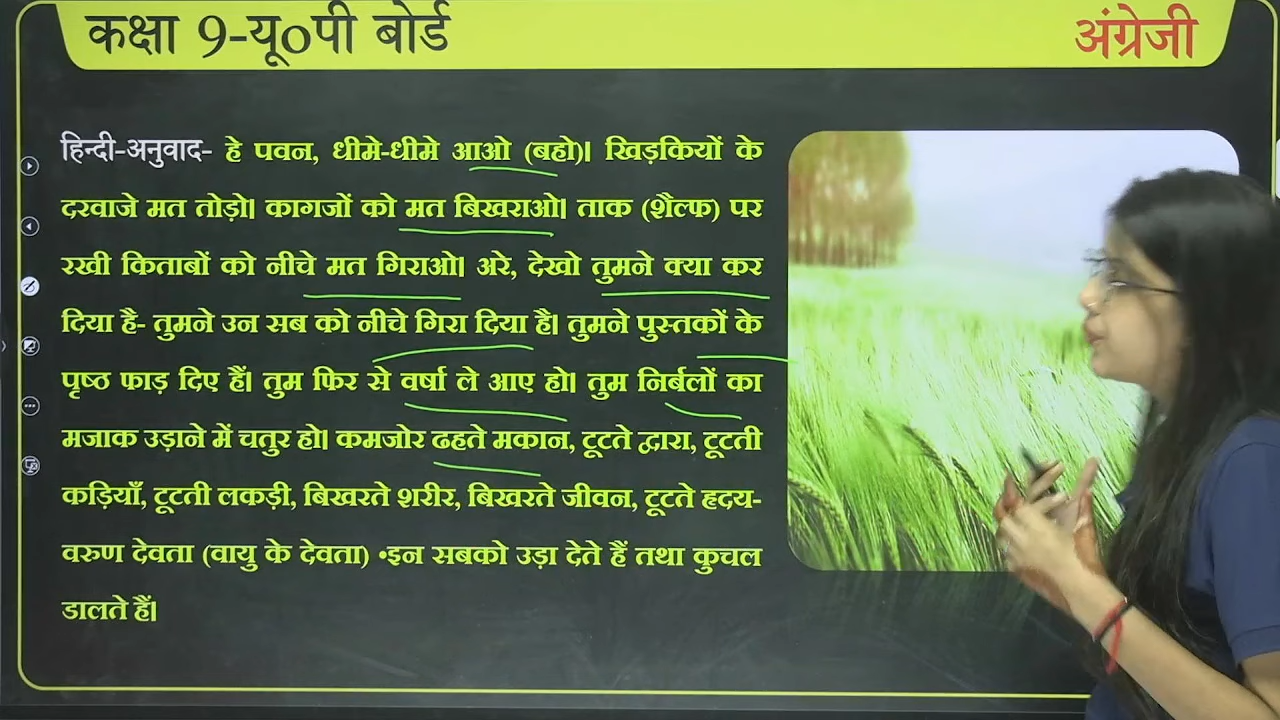 कक्षा 9-यू0पी बोर्ड
अंग्रेजी
हिन्दी-अनुवाद- हे पवन, धीमे-धीमे आओ (बहो)। खिड़कियों के
दरवाजे मत तोड़ो। कागजों को मत बिखराओ। ताक (शैल्फ) पर
रखी किताबों को नीचे मत गिराओ। अरे, देखो तुमने क्या कर
दिया है- तुमने उन सब को नीचे गिरा दिया है। तुमने पुस्तकों के
पृष्ठ फाड़ दिए हैं। तुम फिर से वर्षा ले आए हो। तुम निर्बलों का
मजाक उड़ाने में चतुर हो। कमजोर ढहते मकान, टूटते द्वारा, टूटती
कड़ियाँ, टूटती लकड़ी, बिखरते शरीर, बिखरते जीवन, टूटते हृदय-
वरुण देवता (वायु के देवता) •इन सबको उड़ा देते हैं तथा कुचल
डालते हैं।